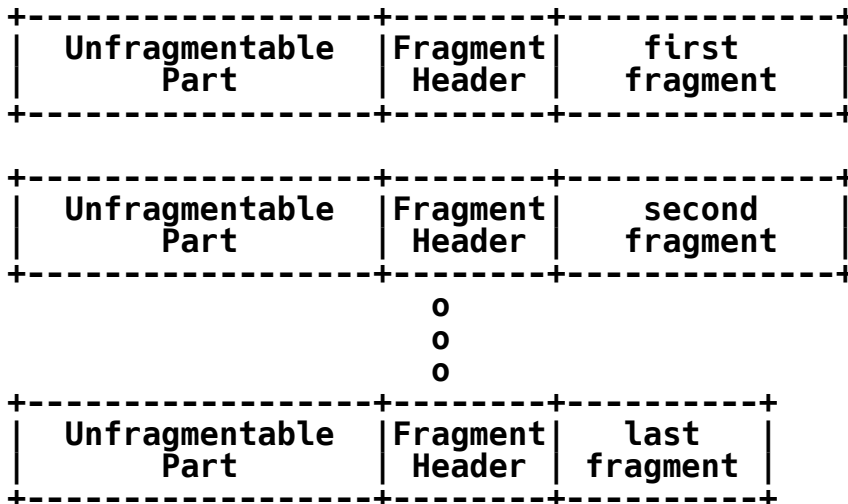 +------------------+--------+--------------+
|  Unfragmentable  |Fragment|    first     |
|       Part       | Header |   fragment   |
+------------------+--------+--------------+
+------------------+--------+--------------+
|  Unfragmentable  |Fragment|    second    |
|       Part       | Header |   fragment   |
+------------------+--------+--------------+
                      o
                      o
                      o
+------------------+--------+----------+
|  Unfragmentable  |Fragment|   last   |
|       Part       | Header | fragment |
+------------------+--------+----------+